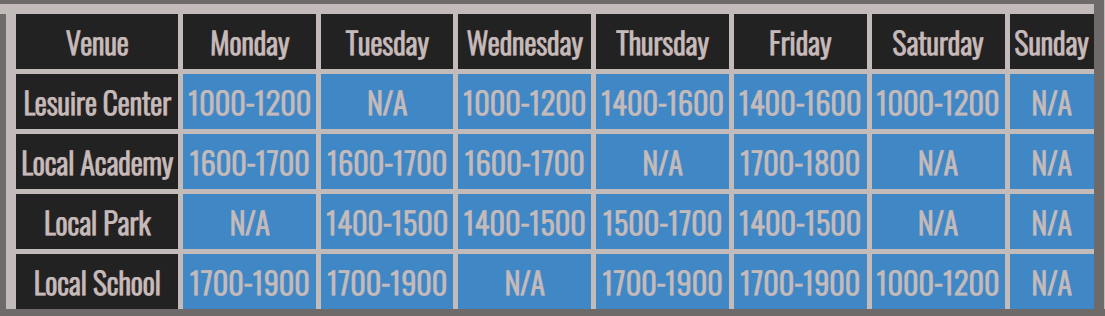 Venue Monday Tuesday Wednesday Thursday Friday Saturday Sunday
Lesuire Center 1000-1200 N/A 1000-1200 1400-1600 1400-1600 1000-1200 N/A
Local Academy 1600-1700 1600-1700 1600-1700 N/A 1700-1800 N/A N/A
Local Park N/A 1400-1500 1400-1500 1500-1700 1400-1500 N/A N/A
Local School 1700-1900 1700-1900 N/A 1700-1900 1700-1900 1000-1200 N/A